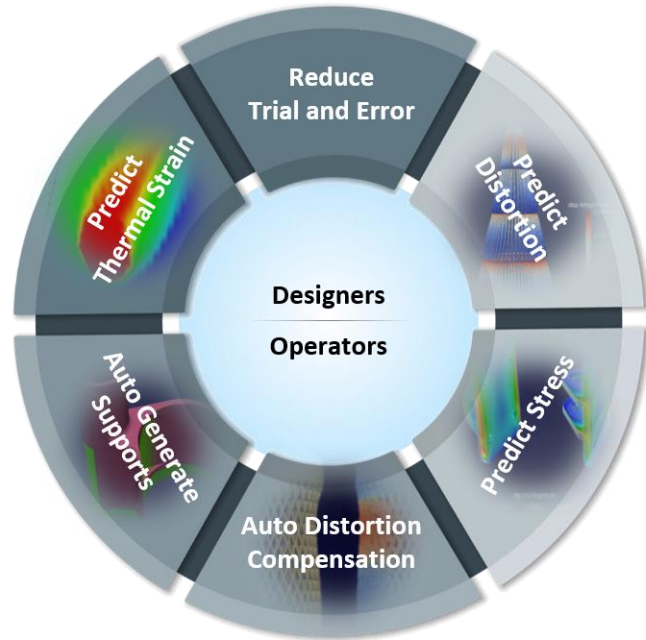 Reduce
Trial and Error
Predict
Distortion
Predict Stress
Auto Distortion
Compensation
Auto Generate
Supports
Predict
Thermal Strain
Designers
Operators